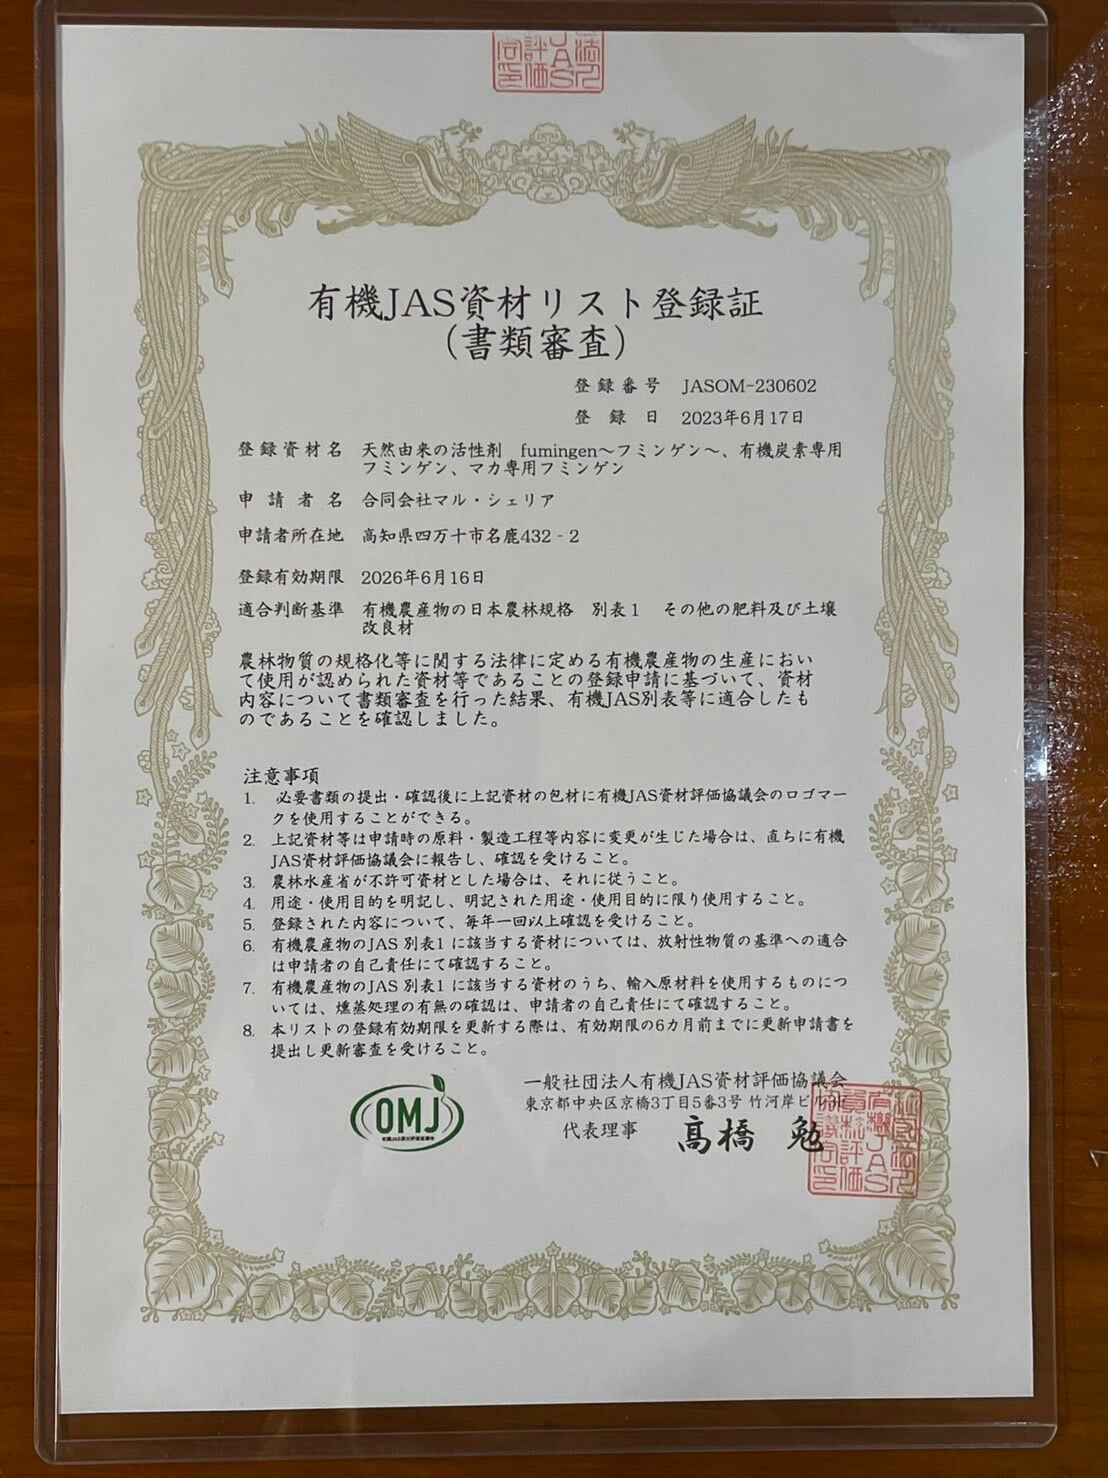 有機JAS資材リスト登録証
（書類審査）
登録番号 JASOM-230602
登録日 2023年6月17日
登録資材名 天然由来の活性剤 fumingen～フミンゲン～、有機炭素専用
フミンゲン、マカ専用フミンゲン
申請者名 合同会社マル・シェリア
申請者所在地 高知県四万十市名鹿432‐2
登録有効期限 2026年6月16日
適合判断基準 有機農産物の日本農林規格 別表１ その他の肥料及び土壌
改良材
農林物質の規格化等に関する法律に定める有機農産物の生産におい
て使用が認められた資材等であることの登録申請に基づいて、資材
内容について書類審査を行った結果、有機JAS別表等に適合したも
のであることを確認しました。
注意事項
1. 必要書類の提出・確認後に上記資材の包材に有機JAS資材評価協議会のロゴマー
クを使用することができる。
2. 上記資材等は申請時の原料・製造工程等内容に変更が生じた場合は、直ちに有機
JAS資材評価協議会に報告し、確認を受けること。
3. 農林水産省が不許可資材とした場合は、それに従うこと。
4. 用途・使用目的を明記し、明記された用途・使用目的に限り使用すること。
5. 登録された内容について、毎年一回以上確認を受けること。
6. 有機農産物のJAS 別表1 に該当する資材については、放射性物質の基準への適合
は申請者の自己責任にて確認すること。
7. 有機農産物のJAS 別表1 に該当する資材のうち、輸入原材料を使用するものにつ
いては、燻蒸処理の有無の確認は、申請者の自己責任にて確認すること。
8. 本リストの登録有効期限を更新する際は、有効期限の6カ月前までに更新申請書を
提出し更新審査を受けること。
OMJ
有機JAS資材評価協議会
一般社団法人有機JAS資材評価協議会
東京都中央区京橋3丁目5番3号 竹河岸ビル3F
代表理事 髙橋 勉